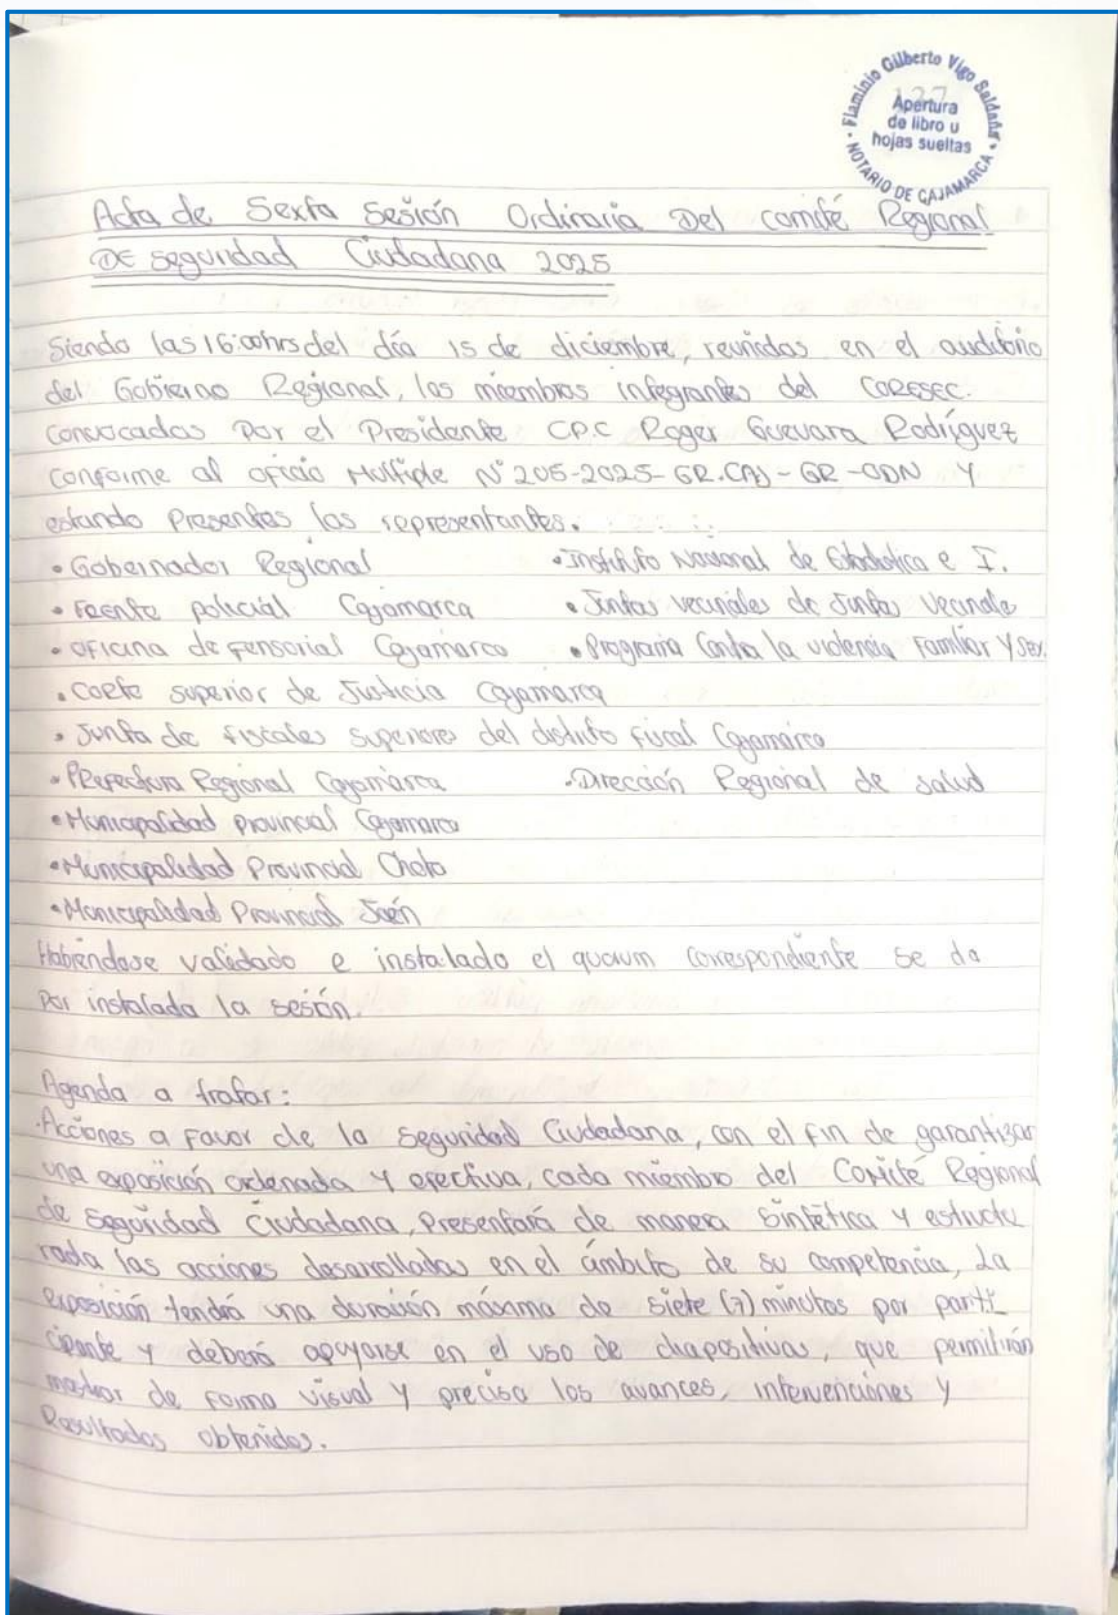 Flaminio Gilberto Vigo Saldaña
127
Apertura
de libro u
hojas sueltas
NOTARIO DE CAJAMARCA
Acta de Sexta Sesión Ordinaria Del comité Regional
DE seguridad Ciudadana 2025
Siendo las 16:00hrs del día 15 de diciembre, reunidos en el auditorio
del Gobierno Regional, los miembros integrantes del CORESEC.
Convocados Por el Presidente CPC Roger Guevara Rodríguez
Conforme al oficio Multiple N° 205-2025-GR.CAJ-GR-ODN Y
estando Presentes los representantes.
• Gobernador Regional • Instituto Nacional de Estadistica e I.
• Frente policial Cajamarca • Juntas vecinales de Juntas Vecinale
• oficina defensorial Cajamarca • Programa Contra la violencia Familiar Y Sex.
• Corte superior de Justicia Cajamarca
• Junta de fiscales superiores del distrito fiscal Cajamarca
• PRefectura Regional Cajamarca • Dirección Regional de salud
• Municipalidad provincial Cajamarca
• Municipalidad Provincial Chota
• Municipalidad Provincial Jaén
Habiéndose validado e instalado el quorum correspondiente se da
por instalada la sesión.
Agenda a tratar:
• Acciones a Favor de la seguridad Ciudadana, con el fin de garantizar
una exposición ordenada y efectiva, cada miembro del Comité Regional
de seguridad Ciudadana, Presentará de manera sintética y estructu
rada las acciones desarrolladas en el ámbito de su competencia, La
exposición tendrá una duración máxima de siete (7) minutos por parti
cipante y deberá apoyarse en el uso de diapositivas, que permitirán
mostrar de forma visual y precisa los avances, intervenciones y
Resultados obtenidos.